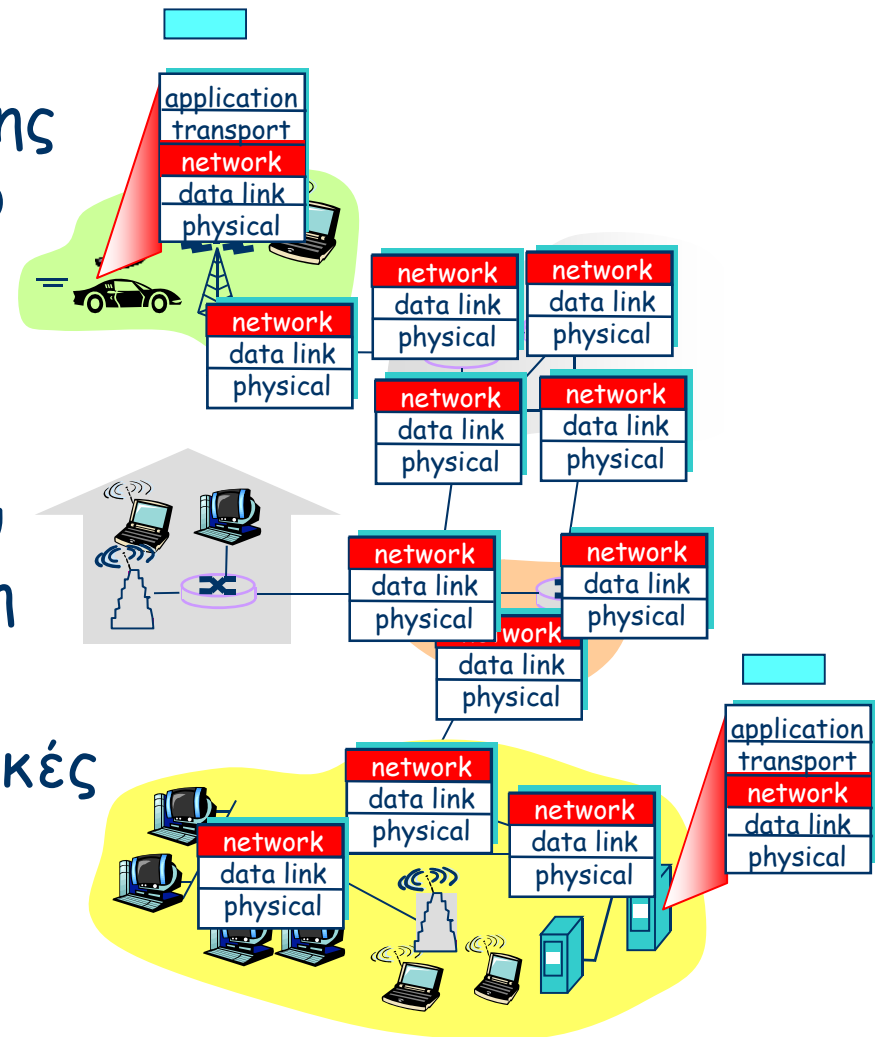 application
transport
network
data link
physical
network
data link
physical
network
data link
physical
network
data link
physical
network
data link
physical
network
data link
physical
network
data link
physical
network
data link
physical
work
data link
physical
κές
network
data link
physical
network
data link
physical
network
data link
physical
application
transport
network
data link
physical
ης
η